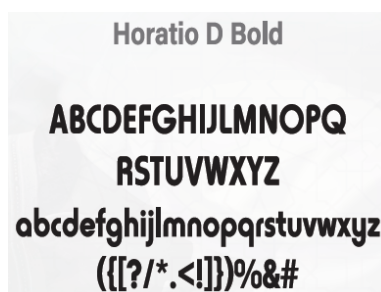 Horatio D Bold
ABCDEFGHIJLMNOPQ
RSTUVWXYZ
abcdefghijlmnopqrstuvwxyz
({[?/*.<!]})%&#